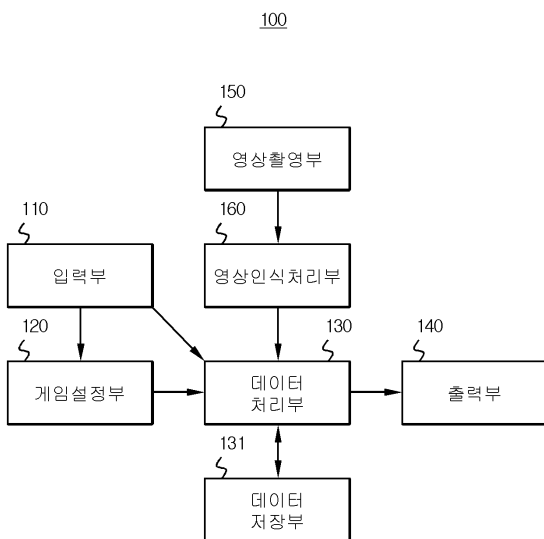 100
150
영상촬영부
110
160
입력부
영상인식처리부
120
130
140
게임설정부
데이터
처리부
출력부
131
데이터
저장부